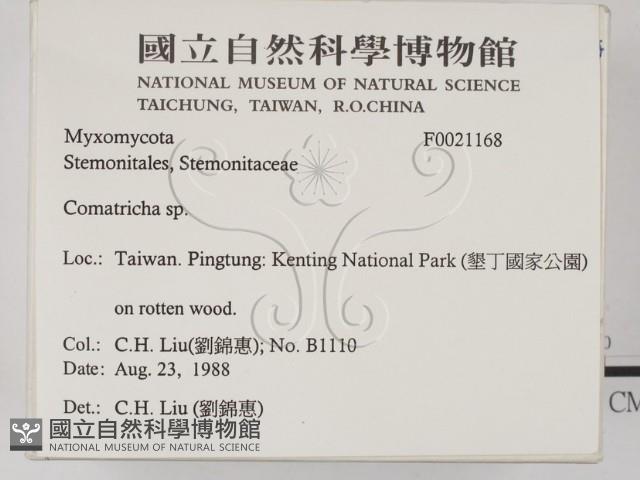 國立自然科學博物館
NATIONAL MUSEUM OF NATURAL SCIENCE
TAICHUNG, TAIWAN, R.O.CHINA
Myxomycota F0021168
Stemonitales, Stemonitaceae
Comatricha sp.
Loc.: Taiwan. Pingtung: Kenting National Park (墾丁國家公園)
on rotten wood.
Col.: C.H. Liu(劉錦惠); No. B1110
Date: Aug. 23, 1988
Det.: C.H. Liu (劉錦惠)
CM
國立自然科學博物館
NATIONAL MUSEUM OF NATURAL SCIENCE